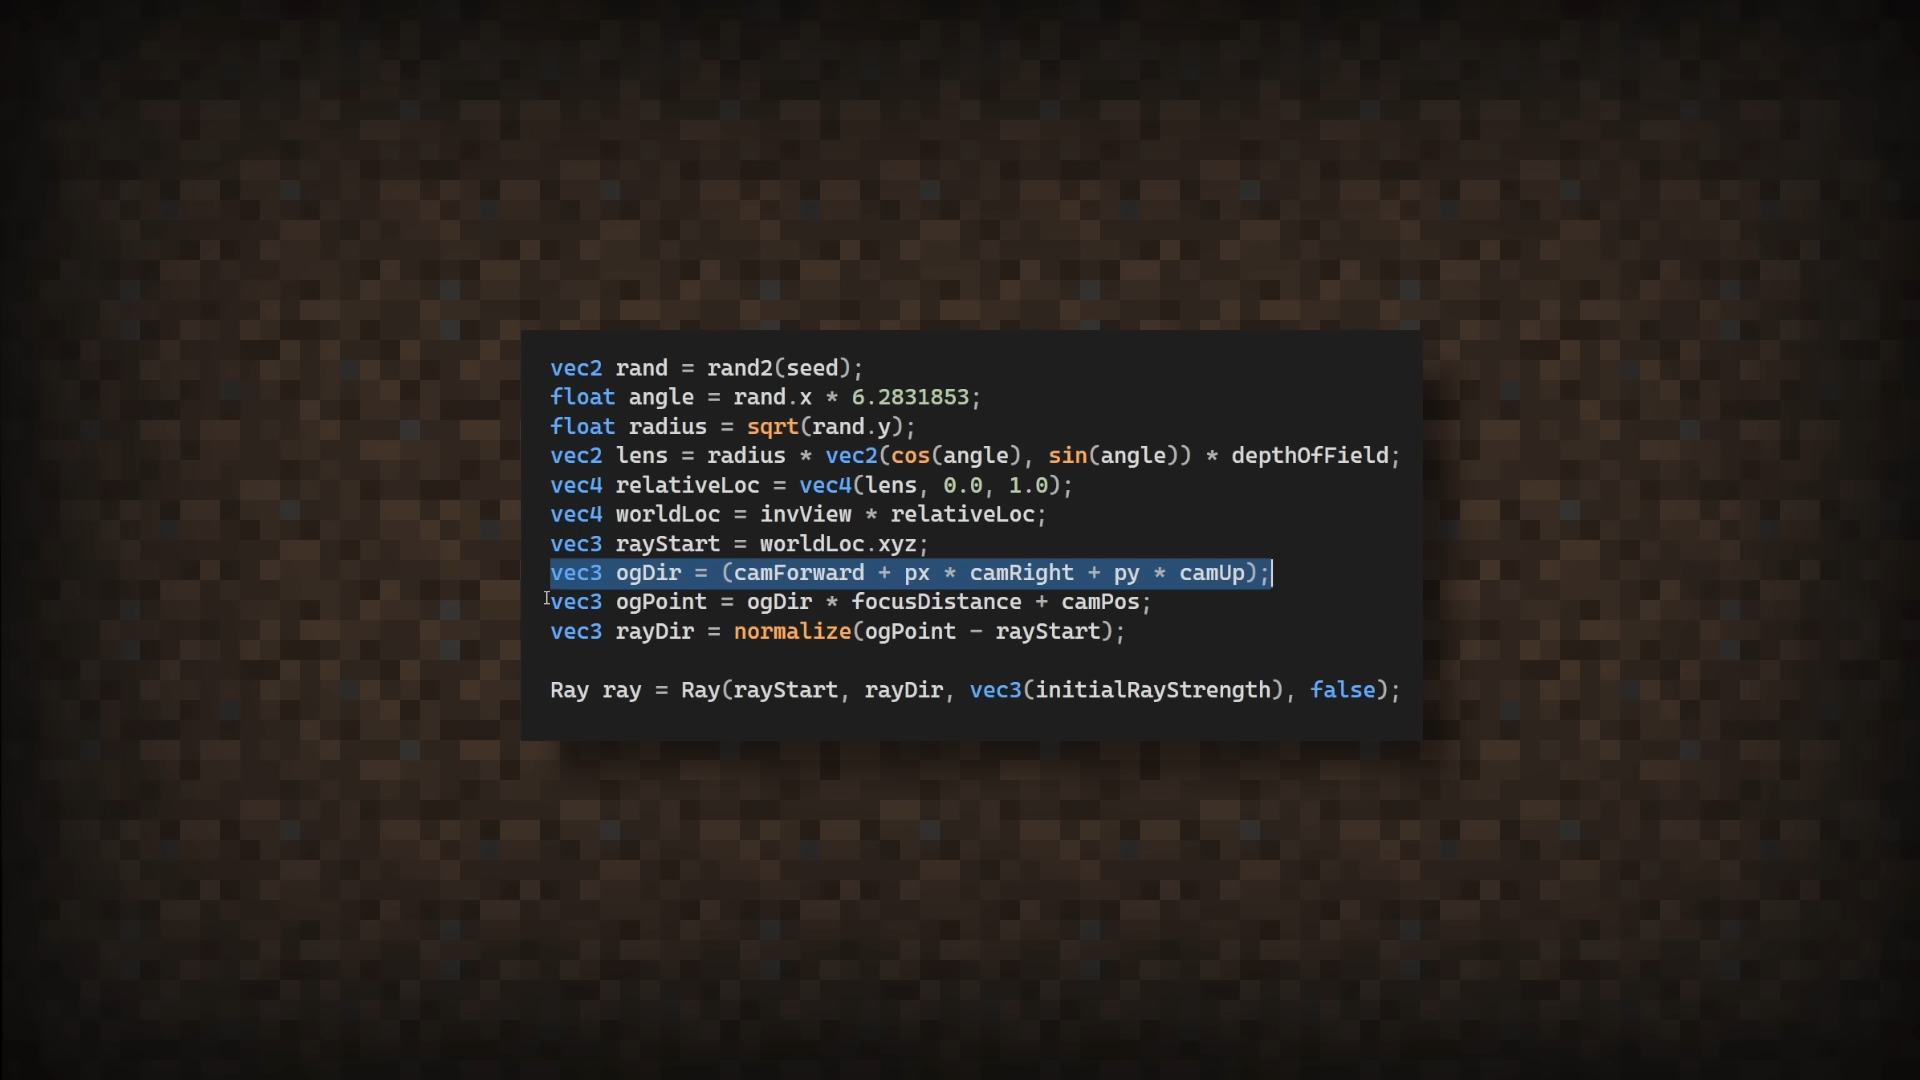 vec2 rand = rand2(seed);
float angle = rand.x * 6.2831853;
float radius = sqrt(rand.y);
vec2 lens = radius * vec2(cos(angle), sin(angle)) * depthOfField;
vec4 relativeLoc = vec4(lens, 0.0, 1.0);
vec4 worldLoc = invView * relativeLoc;
vec3 rayStart = worldLoc.xyz;
vec3 ogDir = (camForward + px * camRight + py * camUp);
vec3 ogPoint = ogDir * focusDistance + camPos;
vec3 rayDir = normalize(ogPoint - rayStart);
Ray ray = Ray(rayStart, rayDir, vec3(initialRayStrength), false);